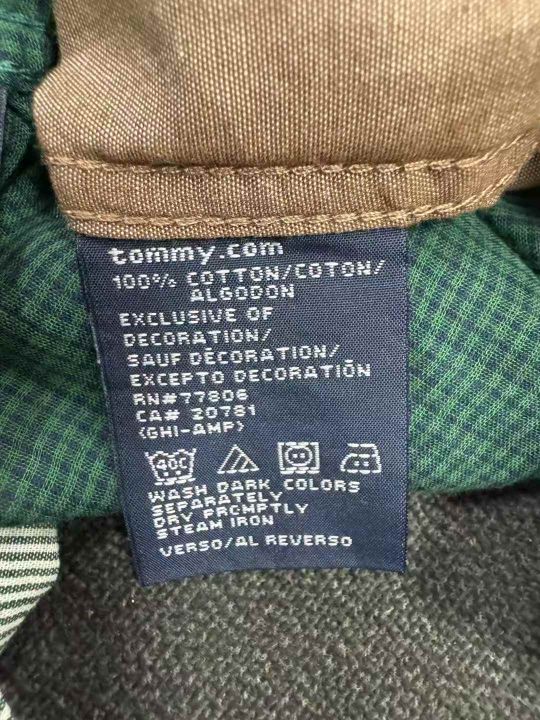 tommy.com
100% COTTON/COTON/
ALGODON
EXCLUSIVE OF
DECORATION/
SAUF DÉCORATION/
EXCEPTO DECORATIÓN
RN#77806
CA# 20781
(GHI-AMP)
40C
WASH DARK COLORS
SEPARATELY
DRY PROMPTLY
STEAM IRON
VERSO/AL REVERSO